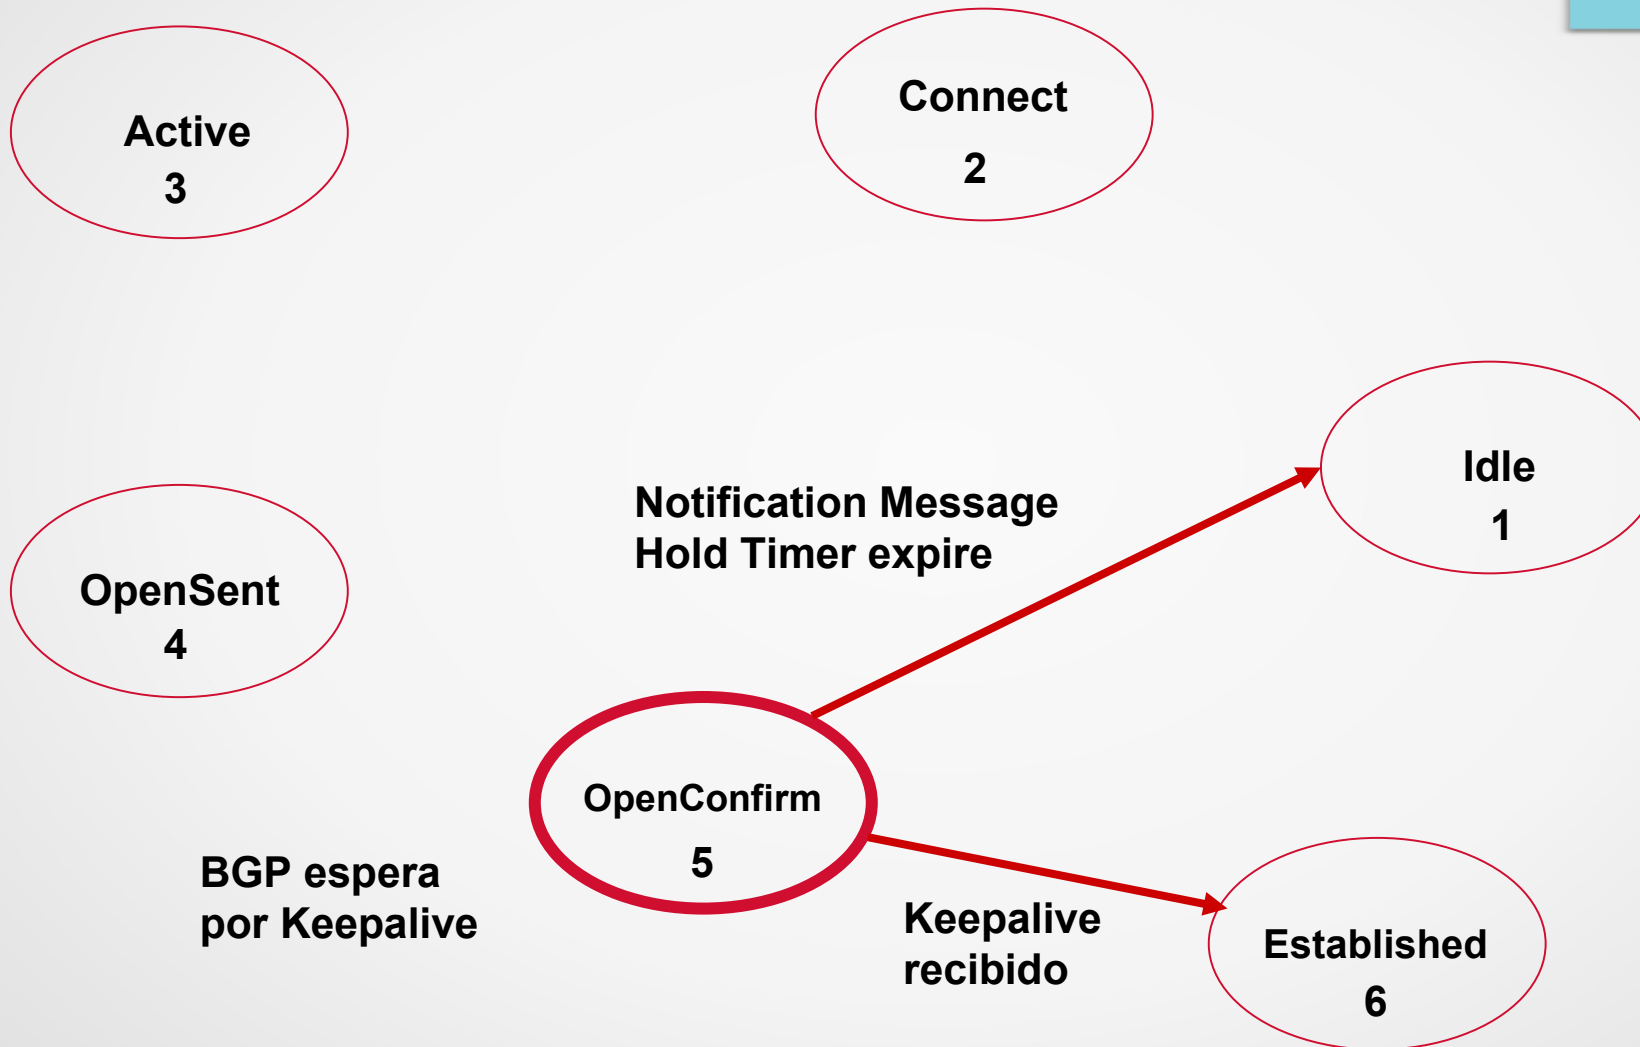 Active
3
Connect
2
Idle
1
Notification Message
Hold Timer expire
OpenSent
4
OpenConfirm
5
BGP espera
por Keepalive
Keepalive
recibido
Established
6